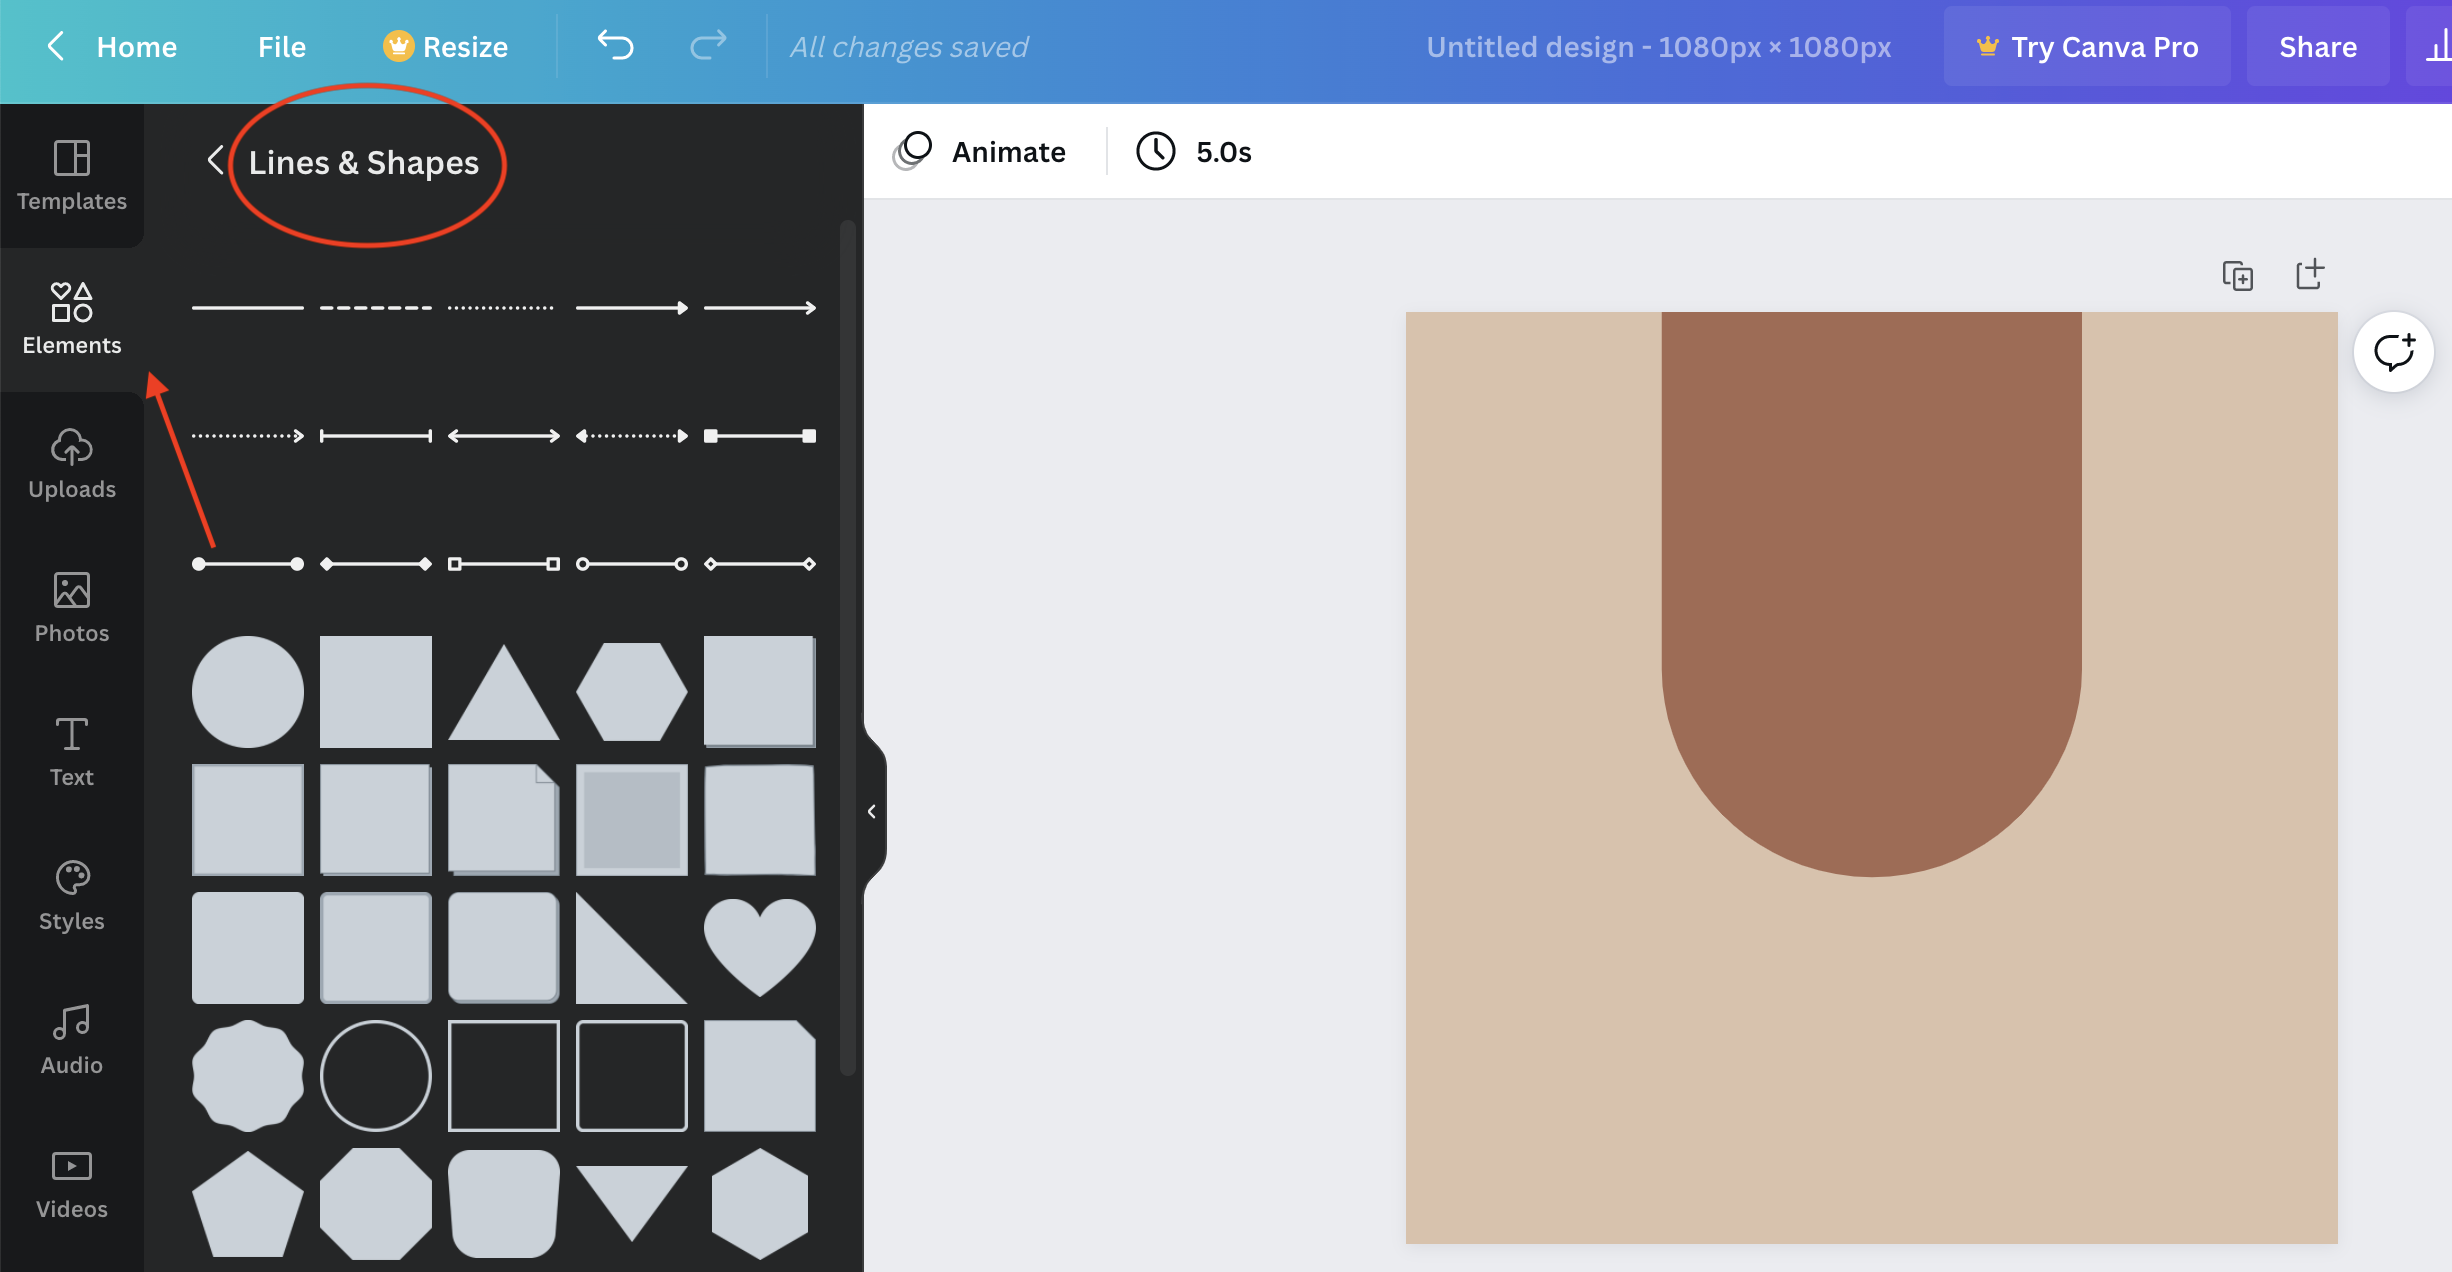 Home
File
Resize
All changes saved
Untitled design - 1080px × 1080px
Try Canva Pro
Share
Templates
Elements
Uploads
Photos
Text
Styles
Audio
Videos
Lines & Shapes
Animate
5.0s